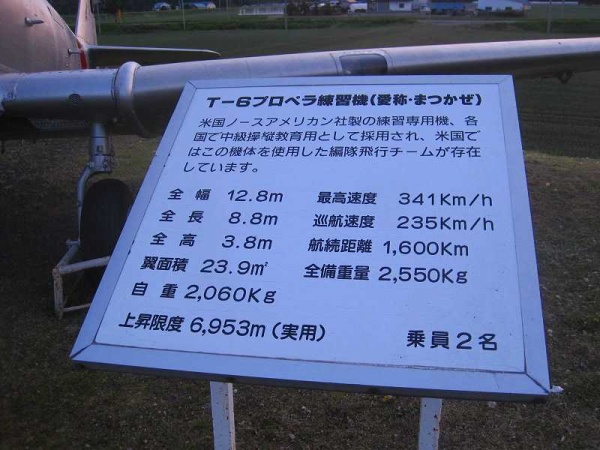 T-6プロペラ練習機(愛称・まつかぜ)
米国ノースアメリカン社製の練習専用機、各
国で中級操縦教育用として採用され、米国で
はこの機体を使用した編隊飛行チームが存在
しています。
全幅 12.8m 最高速度 341Km/h
全長 8.8m 巡航速度 235Km/h
全高 3.8m 航続距離 1,600Km
翼面積 23.9㎡ 全備重量 2,550Kg
自重 2,060Kg
上昇限度 6,953m(実用) 乗員2名